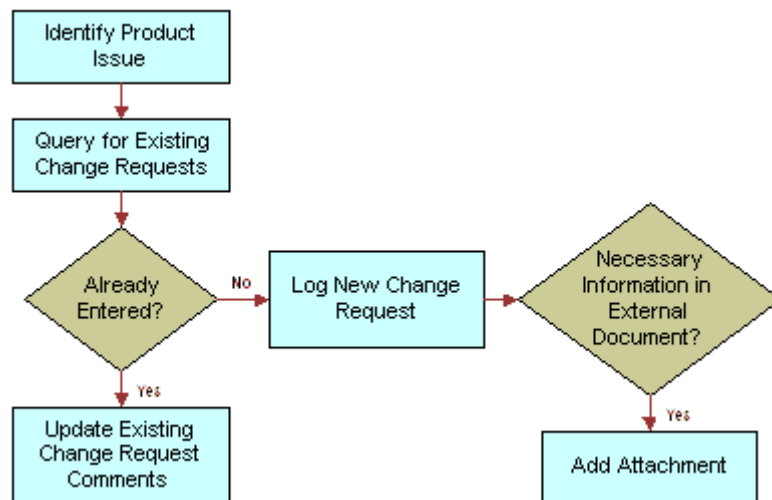 Identify Product
Issue
Query for Existing
Change Requests
Already
Entered?
No
Log New Change
Request
Necessary
Information in
External
Document?
Yes
Update Existing
Change Request
Comments
Yes
Add Attachment